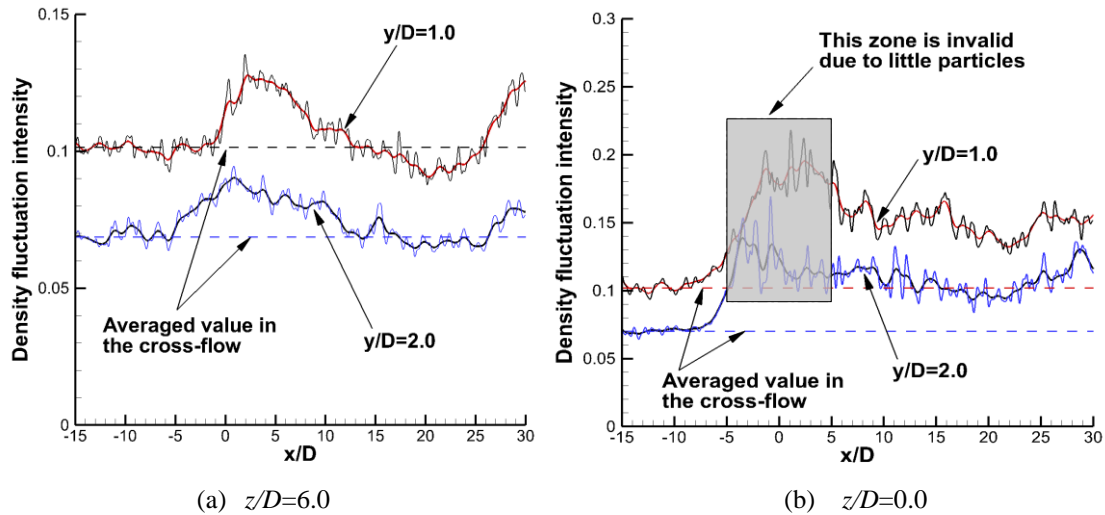 0.15
0.1
0.05
0
Density fluctuation intensity
y/D=1.0
Averaged value in
the cross-flow
y/D=2.0
-15 -10 -5 0 5 10 15 20 25 30
x/D
(a) z/D=6.0
0.3
0.25
0.2
0.15
0.1
0.05
0
Density fluctuation intensity
This zone is invalid
due to little particles
y/D=1.0
Averaged value in
the cross-flow
y/D=2.0
-15 -10 -5 0 5 10 15 20 25 30
x/D
(b) z/D=0.0